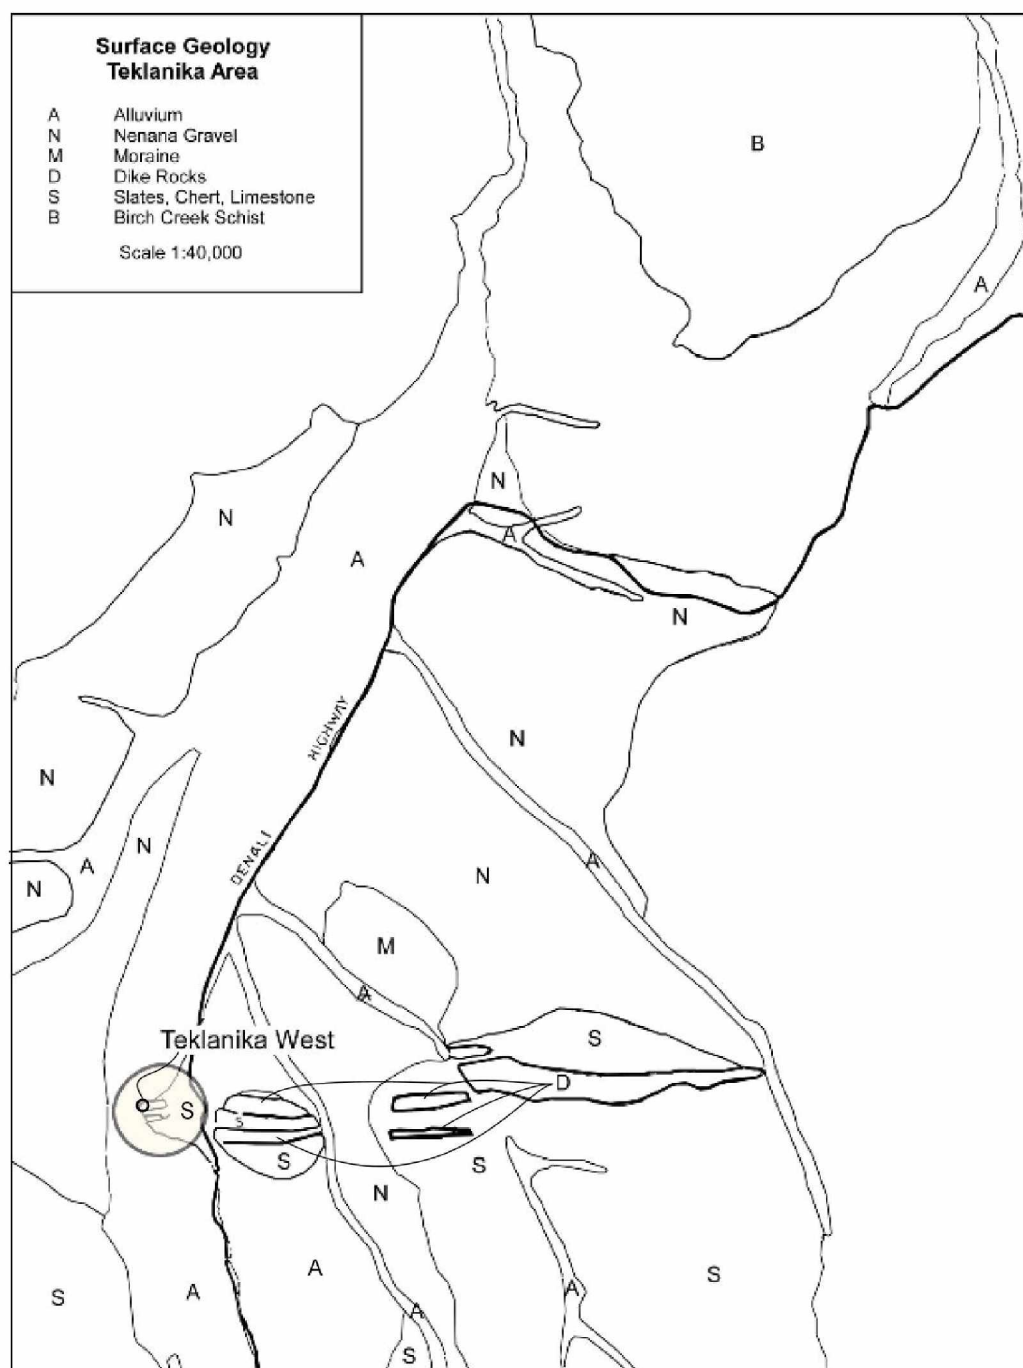 Surface Geology
Teklanika Area
A Alluvium
N Nenana Gravel
M Moraine
D Dike Rocks
S Slates, Chert, Limestone
B Birch Creek Schist
Scale 1:40,000
B
A
N
N
A
A
N
HIGHWAY
N
N
N
DENALI
A
A
N
N
M
A
S
Teklanika West
D
S
S
S
S
N
A
S
A
S
A
A
S